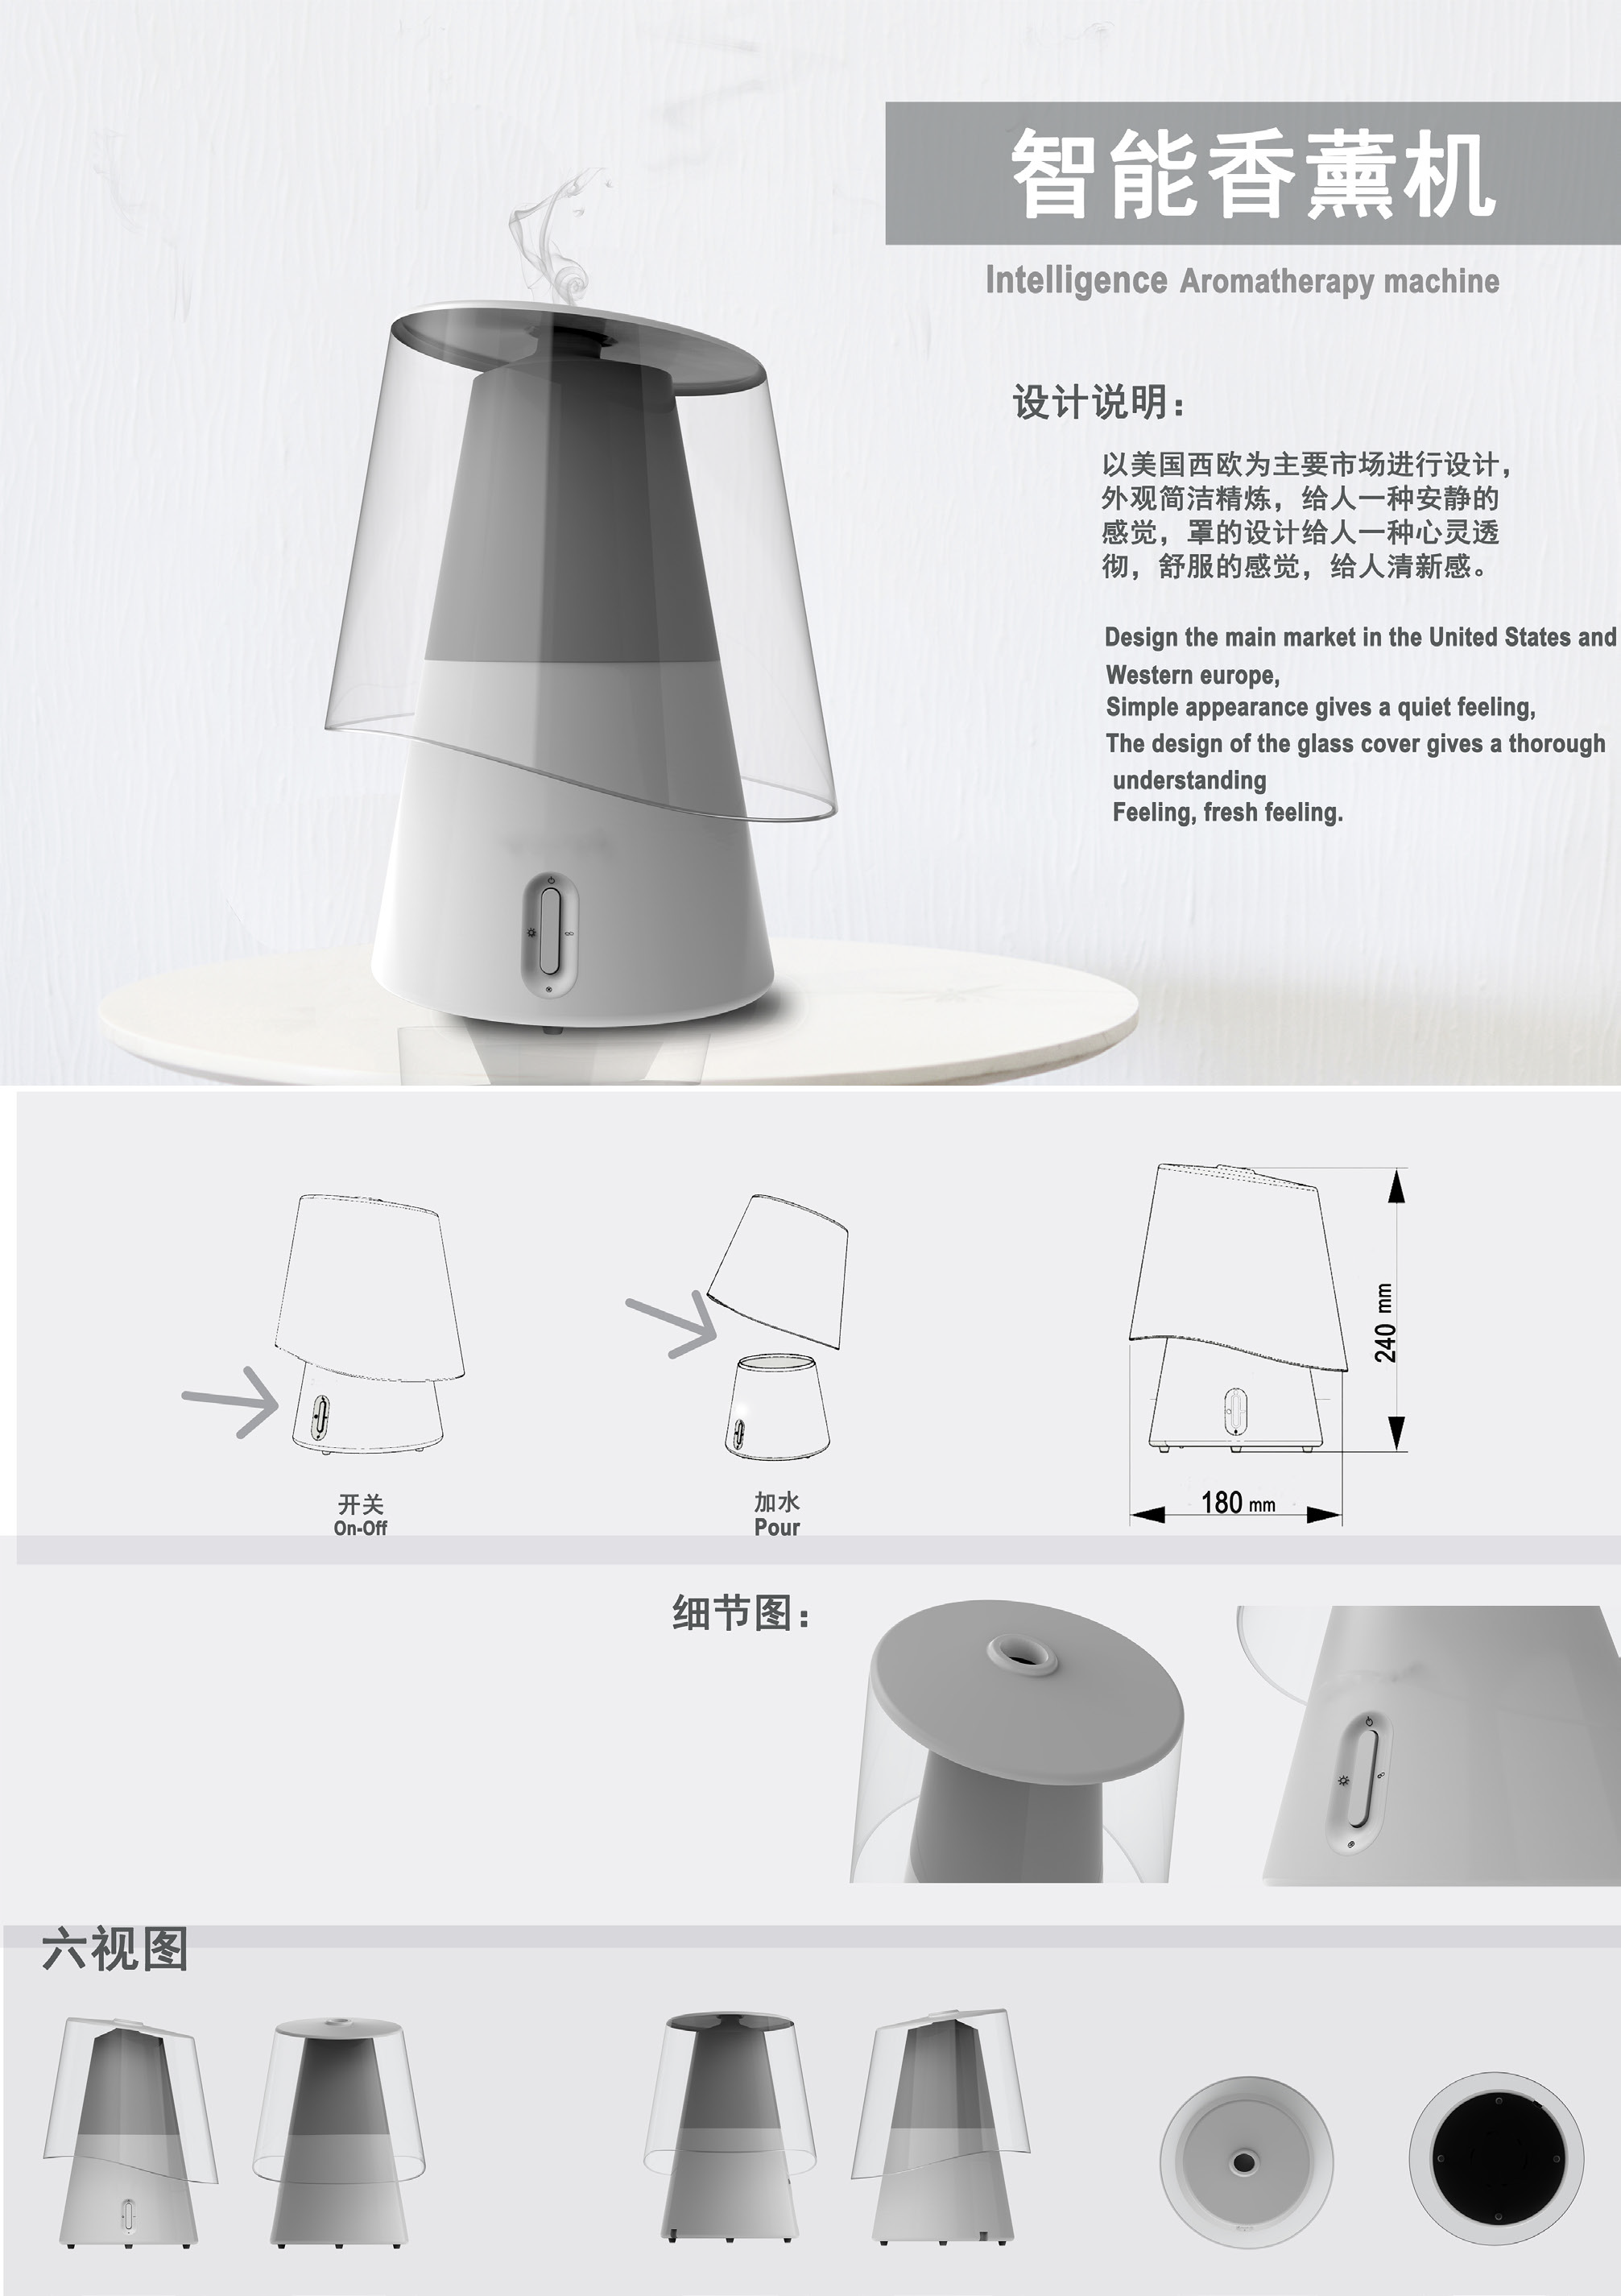 智能香薰机
Intelligence Aromatherapy machine
设计说明：
以美国西欧为主要市场进行设计，
外观简洁精炼，给人一种安静的
感觉，罩的设计给人一种心灵透
彻，舒服的感觉，给人清新感。
Design the main market in the United States and
Western europe,
Simple appearance gives a quiet feeling,
The design of the glass cover gives a thorough
understanding
Feeling, fresh feeling.
240 mm
180 mm
开关
On-Off
加水
Pour
细节图：
六视图